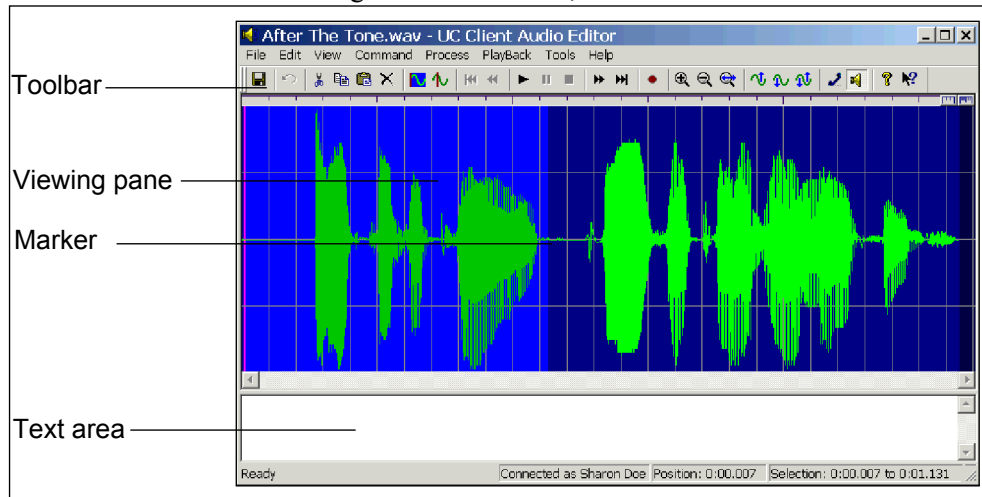 After The Tone.wav - UC Client Audio Editor
File Edit View Command Process PlayBack Tools Help
Toolbar
Viewing pane
Marker
Text area
Ready Connected as Sharon Doe Position: 0:00.007 Selection: 0:00.007 to 0:01.131